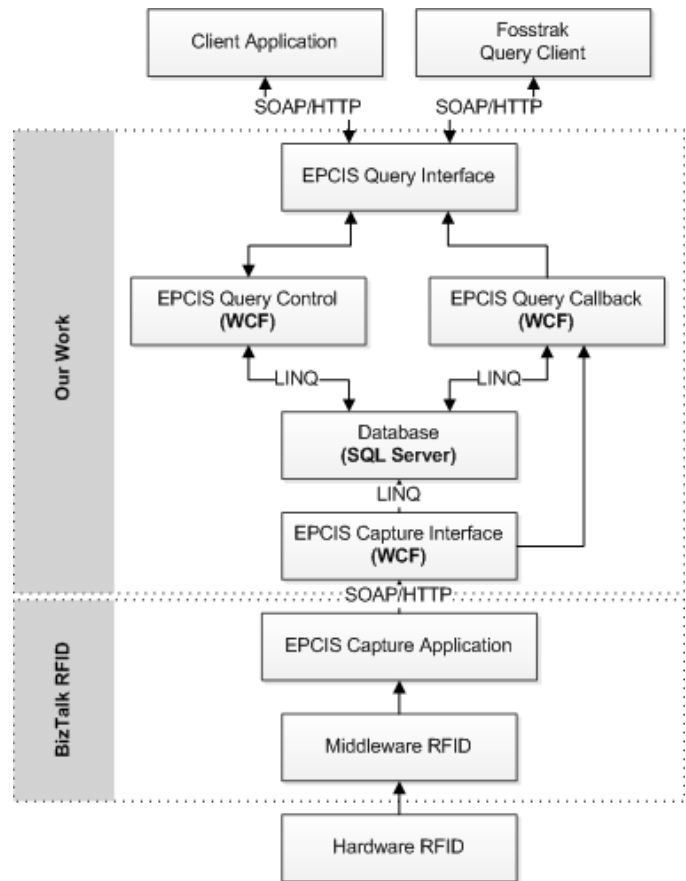 Client Application
Fosstrak
Query Client
SOAP/HTTP
SOAP/HTTP
EPCIS Query Interface
EPCIS Query Control
(WCF)
EPCIS Query Callback
(WCF)
LINQ
LINQ
Our Work
Database
(SQL Server)
LINQ
EPCIS Capture Interface
(WCF)
SOAP/HTTP
EPCIS Capture Application
BizTalk RFID
Middleware RFID
Hardware RFID